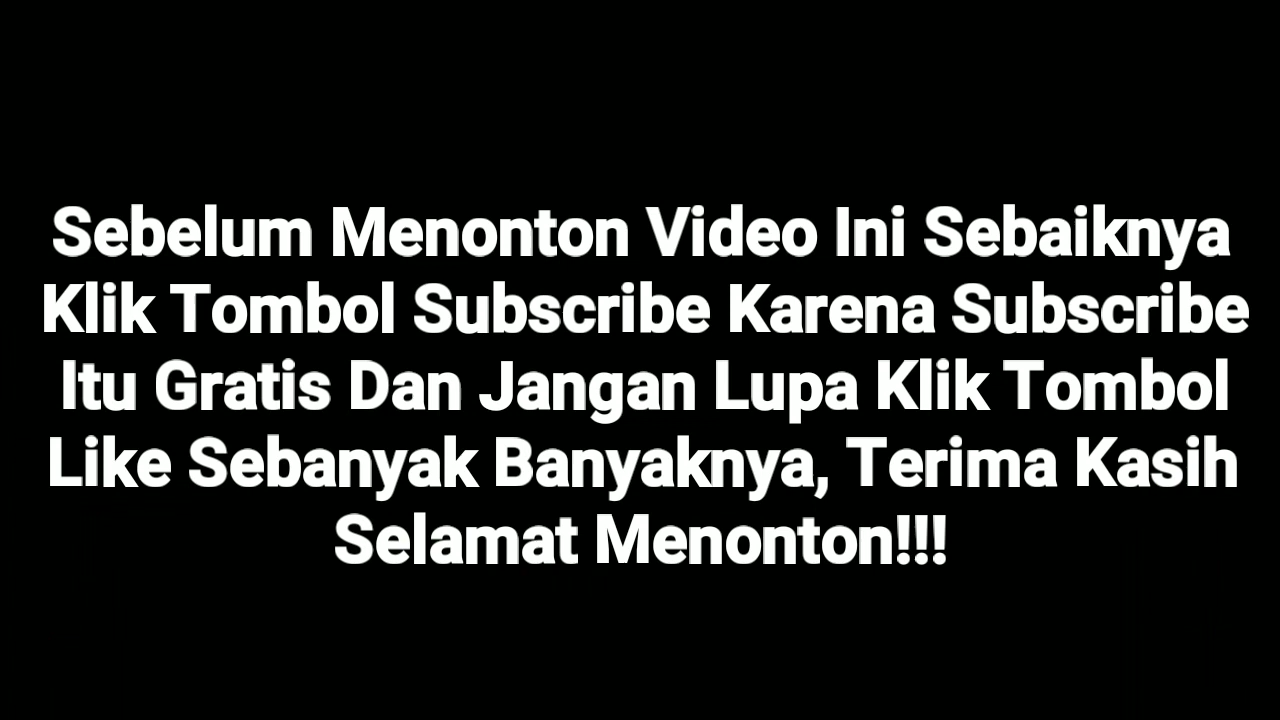 Sebelum Menonton Video Ini Sebaiknya
Klik Tombol Subscribe Karena Subscribe
Itu Gratis Dan Jangan Lupa Klik Tombol
Like Sebanyak Banyaknya, Terima Kasih
Selamat Menonton!!!